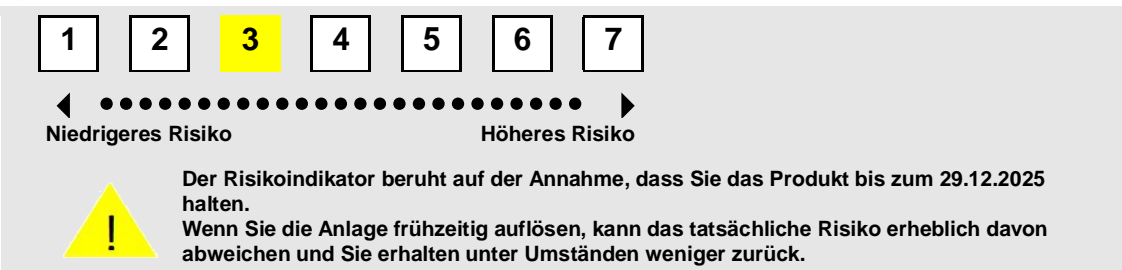 1 2 3 4 5 6 7
Niedrigeres Risiko Höheres Risiko
Der Risikoindikator beruht auf der Annahme, dass Sie das Produkt bis zum 29.12.2025
halten.
Wenn Sie die Anlage frühzeitig auflösen, kann das tatsächliche Risiko erheblich davon
abweichen und Sie erhalten unter Umständen weniger zurück.
!